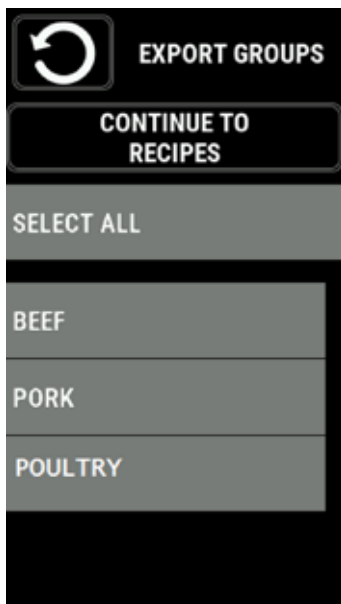 EXPORT GROUPS
CONTINUE TO
RECIPES
SELECT ALL
BEEF
PORK
POULTRY